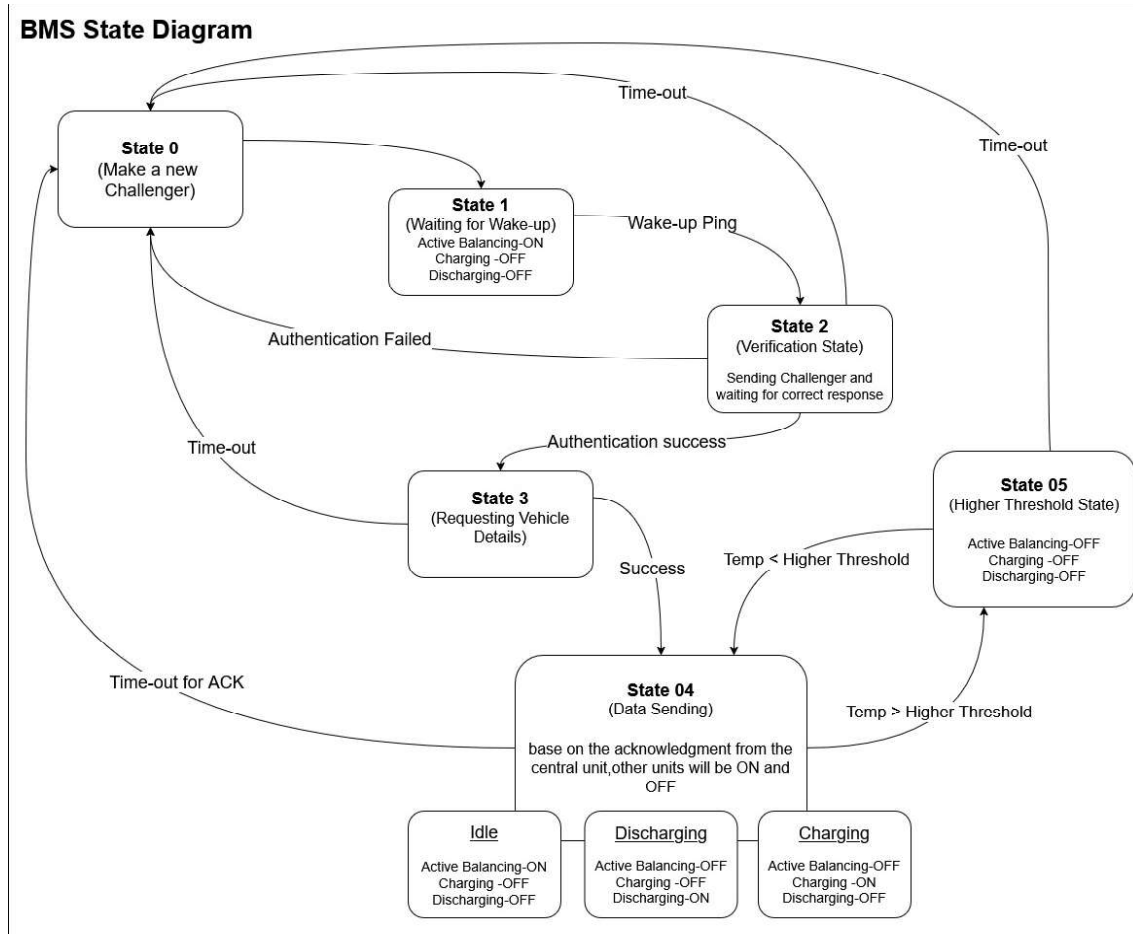 BMS State Diagram
Time-out
State 0
(Make a new
Challenger)
Time-out
State 1
(Waiting for Wake-up)
Active Balancing-ON
Charging -OFF
Discharging-OFF
Wake-up Ping
State 2
(Verification State)
Sending Challenger and
waiting for correct response
Authentication Failed
Authentication success
Time-out
State 3
(Requesting Vehicle
Details)
State 05
(Higher Threshold State)
Active Balancing-OFF
Charging -OFF
Discharging-OFF
Success
Temp < Higher Threshold
Time-out for ACK
State 04
(Data Sending)
base on the acknowledgment from the
central unit,other units will be ON and
OFF
Temp > Higher Threshold
Idle
Active Balancing-ON
Charging -OFF
Discharging-OFF
Discharging
Active Balancing-OFF
Charging -OFF
Discharging-ON
Charging
Active Balancing-OFF
Charging -ON
Discharging-OFF